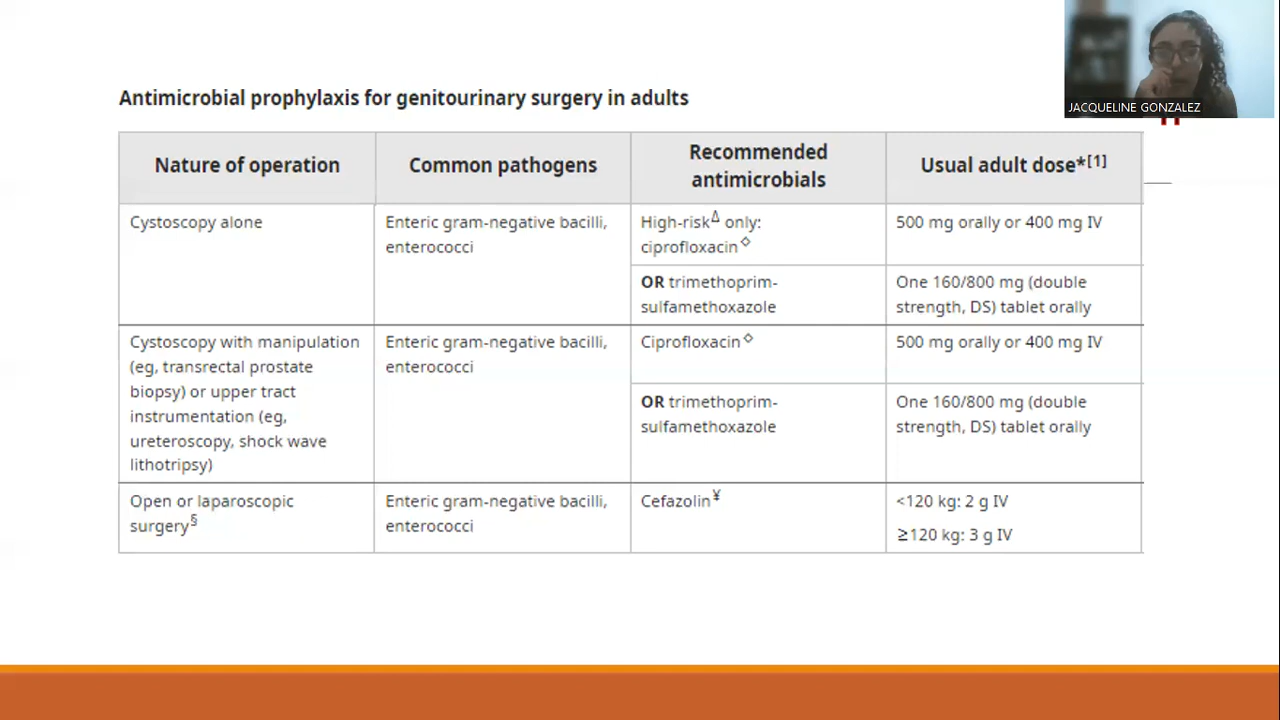 JACQUELINE GONZALEZ
Antimicrobial prophylaxis for genitourinary surgery in adults
Nature of operation
Common pathogens
Recommended
antimicrobials
Usual adult dose*[1]
Cystoscopy alone
Enteric gram-negative bacilli,
enterococci
High-riskΔ only:
ciprofloxacin◇
500 mg orally or 400 mg IV
OR trimethoprim-
sulfamethoxazole
One 160/800 mg (double
strength, DS) tablet orally
Cystoscopy with manipulation
(eg, transrectal prostate
biopsy) or upper tract
instrumentation (eg,
ureteroscopy, shock wave
lithotripsy)
Enteric gram-negative bacilli,
enterococci
Ciprofloxacin◇
500 mg orally or 400 mg IV
OR trimethoprim-
sulfamethoxazole
One 160/800 mg (double
strength, DS) tablet orally
Open or laparoscopic
surgery§
Enteric gram-negative bacilli,
enterococci
Cefazolin¥
<120 kg: 2 g IV
≥120 kg: 3 g IV